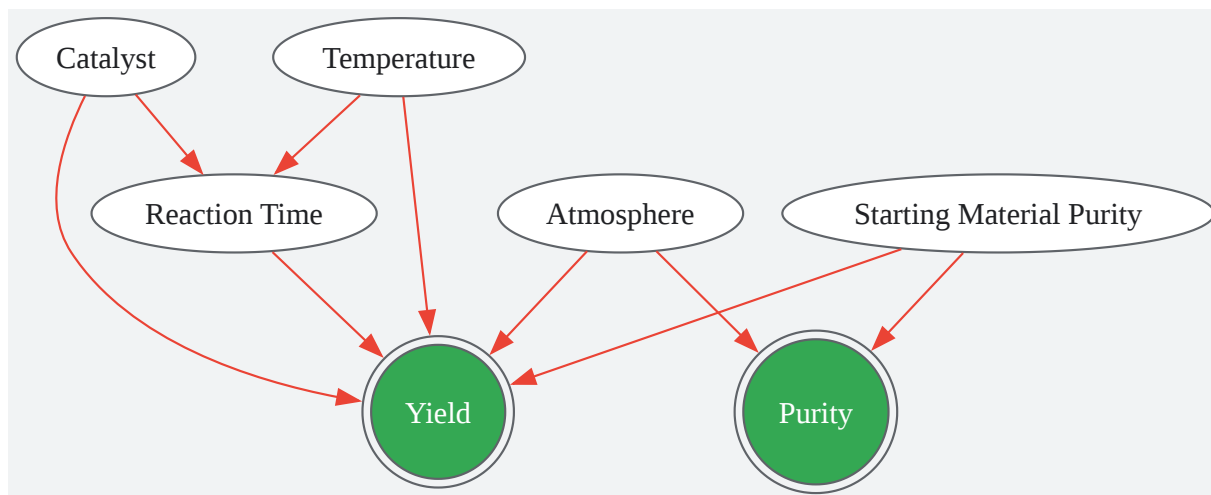 Catalyst
Temperature
Reaction Time
Atmosphere
Starting Material Purity
Yield
Purity